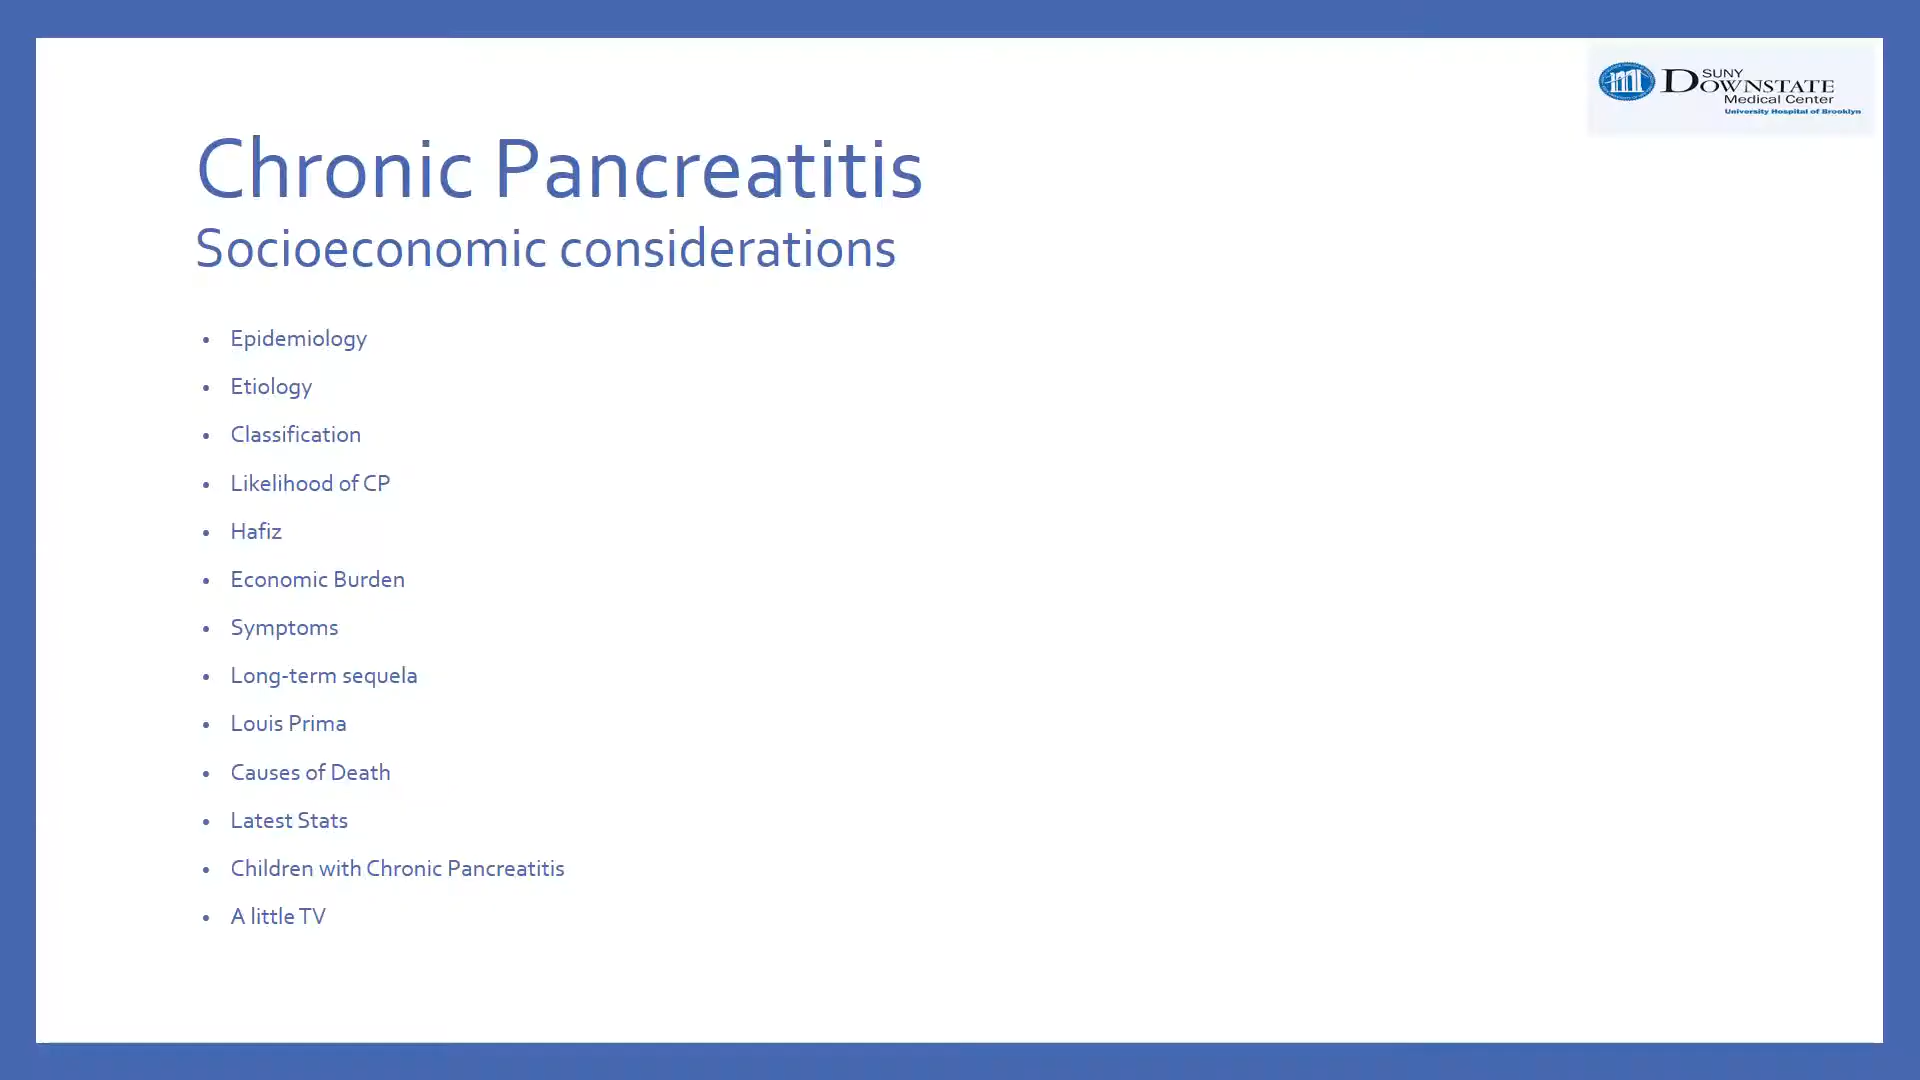 SUNY
DOWNSTATE
Medical Center
University Hospital of Brooklyn
Chronic Pancreatitis
Socioeconomic considerations
• Epidemiology
• Etiology
• Classification
• Likelihood of CP
• Hafiz
• Economic Burden
• Symptoms
• Long-term sequela
• Louis Prima
• Causes of Death
• Latest Stats
• Children with Chronic Pancreatitis
• A little TV